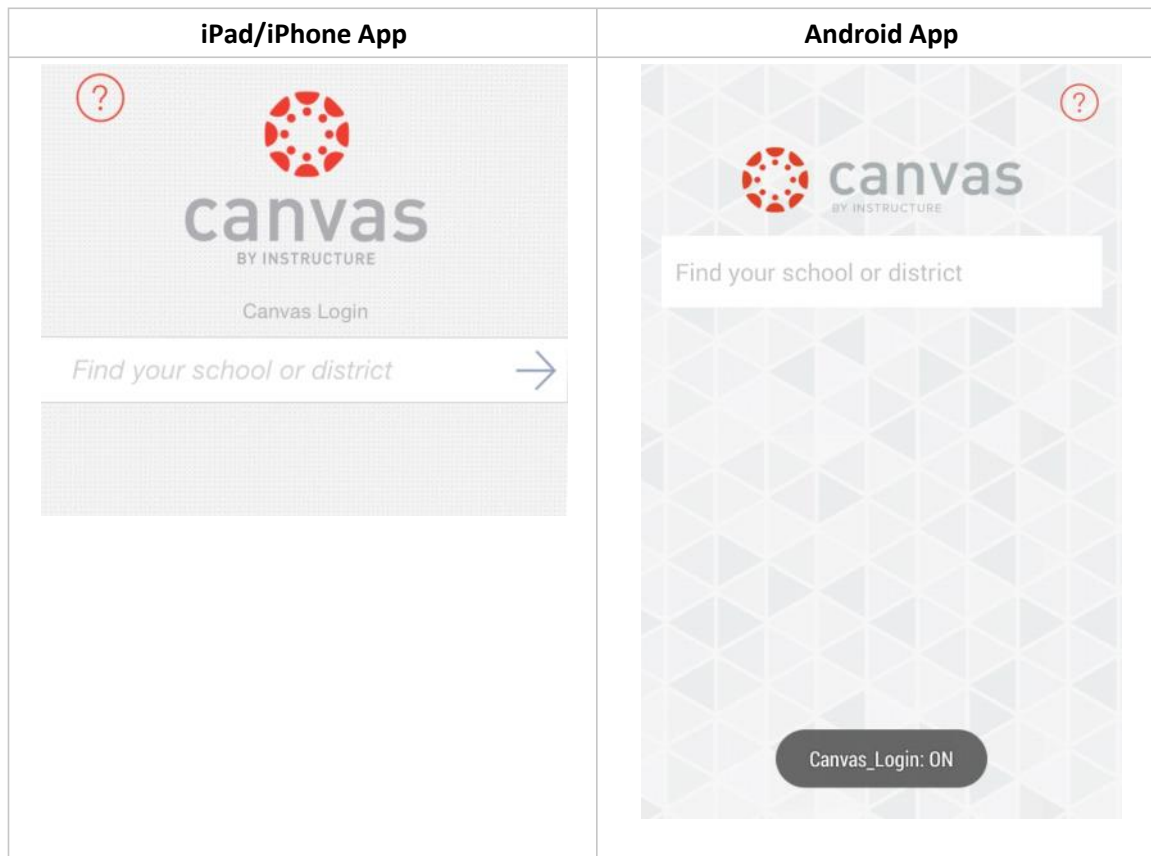 iPad/iPhone App
Android App
?
canvas
BY INSTRUCTURE
Canvas Login
Find your school or district
?
canvas
BY INSTRUCTURE
Find your school or district
Canvas_Login: ON